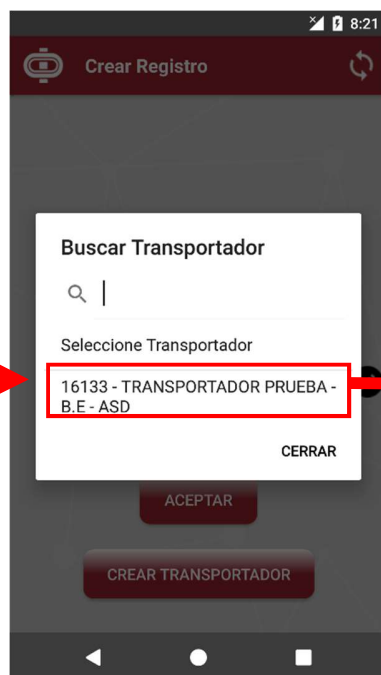 8:21
Crear Registro
Buscar Transportador
Seleccione Transportador
16133 - TRANSPORTADOR PRUEBA -
B.E - ASD
CERRAR
ACEPTAR
CREAR TRANSPORTADOR